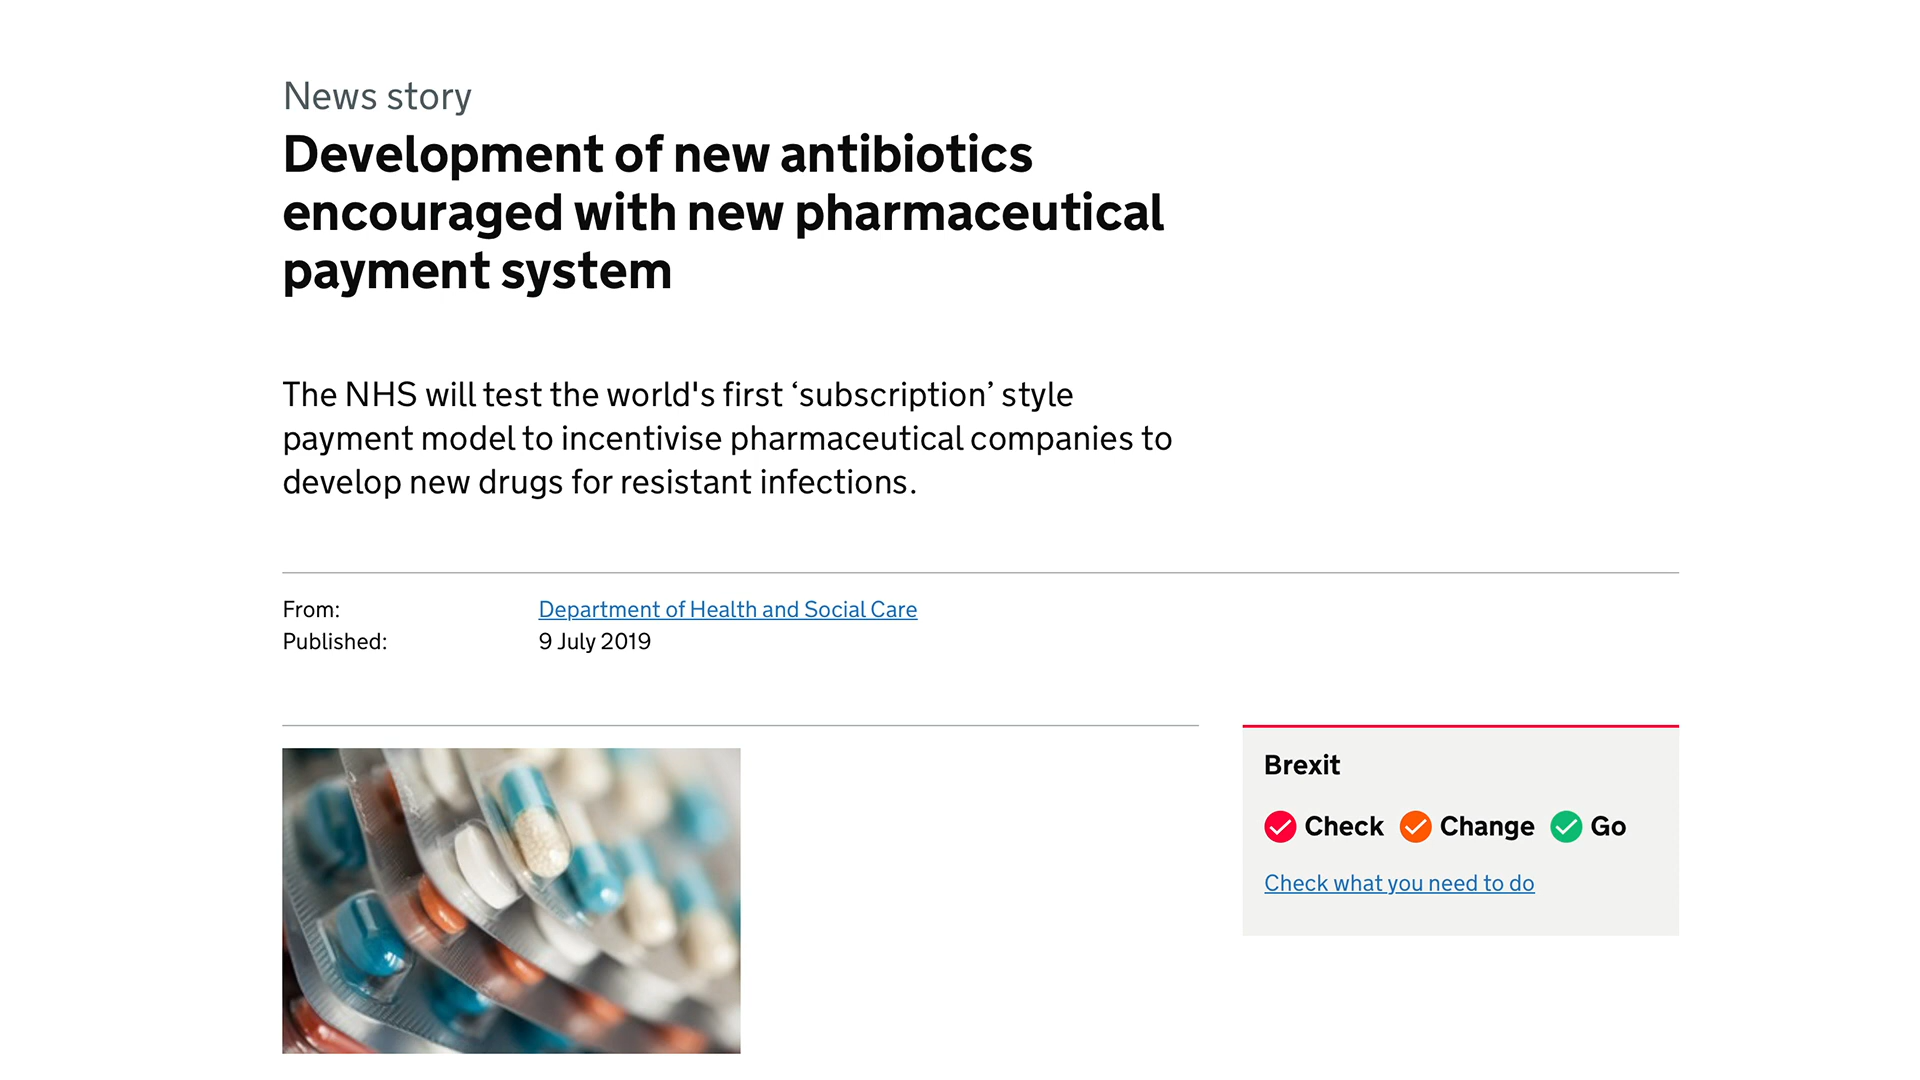 News story
Development of new antibiotics
encouraged with new pharmaceutical
payment system
The NHS will test the world's first ‘subscription’ style
payment model to incentivise pharmaceutical companies to
develop new drugs for resistant infections.
From: Department of Health and Social Care
Published: 9 July 2019
Brexit
Check Change Go
Check what you need to do